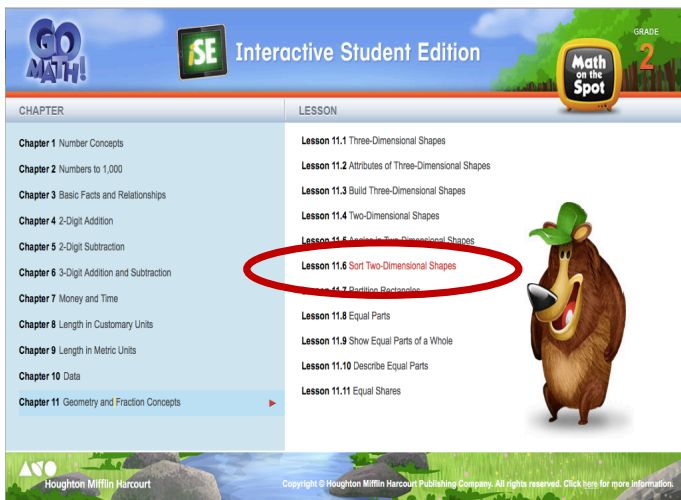 GO
MATH!
iSE
Interactive Student Edition
Math
on the
Spot
GRADE
2
CHAPTER
LESSON
Chapter 1 Number Concepts
Chapter 2 Numbers to 1,000
Chapter 3 Basic Facts and Relationships
Chapter 4 2-Digit Addition
Chapter 5 2-Digit Subtraction
Chapter 6 3-Digit Addition and Subtraction
Chapter 7 Money and Time
Chapter 8 Length in Customary Units
Chapter 9 Length in Metric Units
Chapter 10 Data
Chapter 11 Geometry and Fraction Concepts
Lesson 11.1 Three-Dimensional Shapes
Lesson 11.2 Attributes of Three-Dimensional Shapes
Lesson 11.3 Build Three-Dimensional Shapes
Lesson 11.4 Two-Dimensional Shapes
Lesson 11.5 Angles in Two-Dimensional Shapes
Lesson 11.6 Sort Two-Dimensional Shapes
Lesson 11.7 Partition Rectangles
Lesson 11.8 Equal Parts
Lesson 11.9 Show Equal Parts of a Whole
Lesson 11.10 Describe Equal Parts
Lesson 11.11 Equal Shares
Houghton Mifflin Harcourt
Copyright © Houghton Mifflin Harcourt Publishing Company. All rights reserved. Click here for more information.